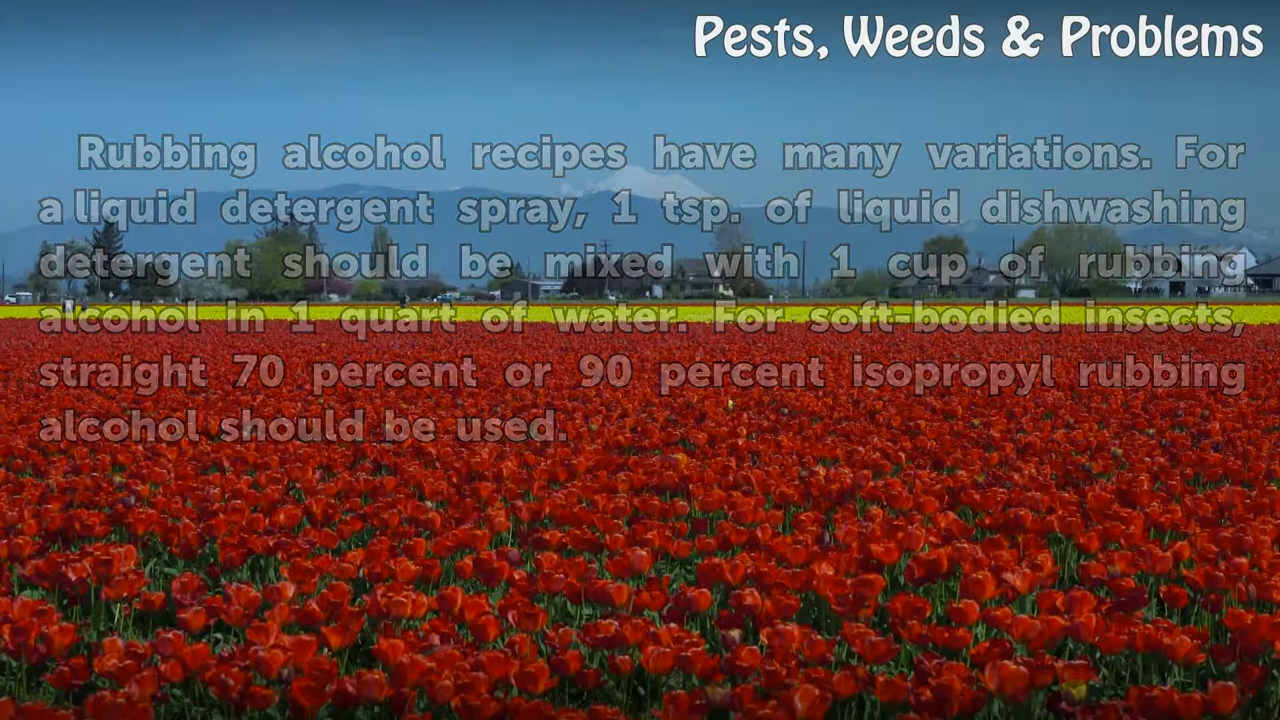 Pests, Weeds & Problems
Rubbing alcohol recipes have many variations. For
a liquid detergent spray, 1 tsp. of liquid dishwashing
detergent should be mixed with 1 cup of rubbing
alcohol in 1 quart of water. For soft-bodied insects,
straight 70 percent or 90 percent isopropyl rubbing
alcohol should be used.